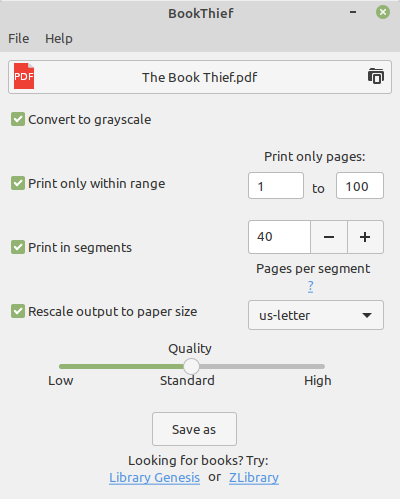 BookThief
File Help
PDF The Book Thief.pdf
Convert to grayscale
Print only pages:
Print only within range 1 to 100
Print in segments 40 − +
Pages per segment
?
Rescale output to paper size us-letter
Quality
Low Standard High
Save as
Looking for books? Try:
Library Genesis or ZLibrary